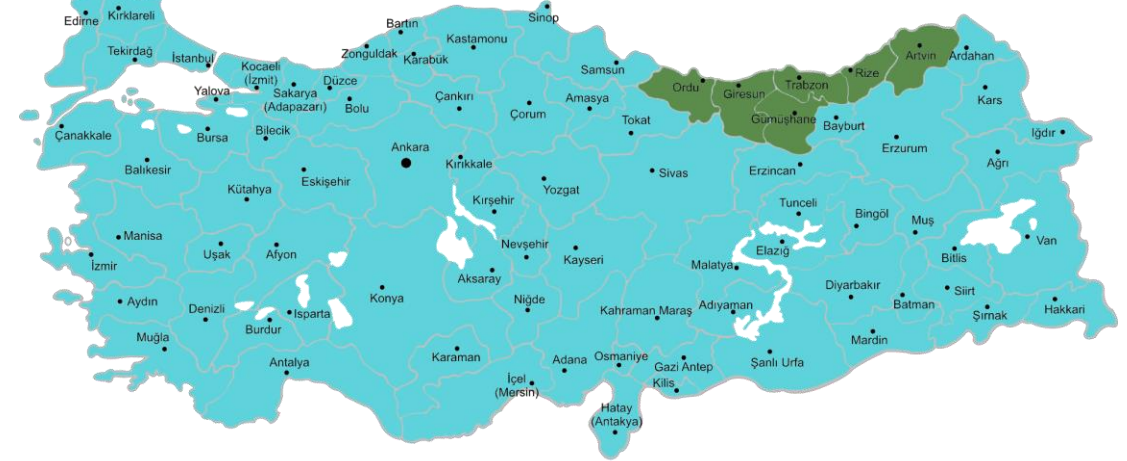 Edirne
Kırklareli
Tekirdağ
İstanbul
Yalova
Kocaeli
(İzmit)
Sakarya
(Adapazarı)
Düzce
Bolu
Zonguldak
Bartın
Karabük
Kastamonu
Sinop
Samsun
Ordu
Giresun
Trabzon
Rize
Artvin
Ardahan
Kars
Iğdır
Ağrı
Çanakkale
Bursa
Bilecik
Çankırı
Çorum
Amasya
Tokat
Gümüşhane
Bayburt
Erzurum
Balıkesir
Kütahya
Eskişehir
Ankara
Kırıkkale
Yozgat
Sivas
Erzincan
Tunceli
Bingöl
Muş
Van
Bitlis
Manisa
İzmir
Uşak
Afyon
Kırşehir
Nevşehir
Aksaray
Kayseri
Malatya
Elazığ
Diyarbakır
Batman
Siirt
Şırnak
Hakkari
Aydın
Denizli
Burdur
Isparta
Konya
Niğde
Kahraman Maraş
Adıyaman
Mardin
Muğla
Antalya
Karaman
İçel
(Mersin)
Adana
Osmaniye
Gazi Antep
Kilis
Şanlı Urfa
Hatay
(Antakya)